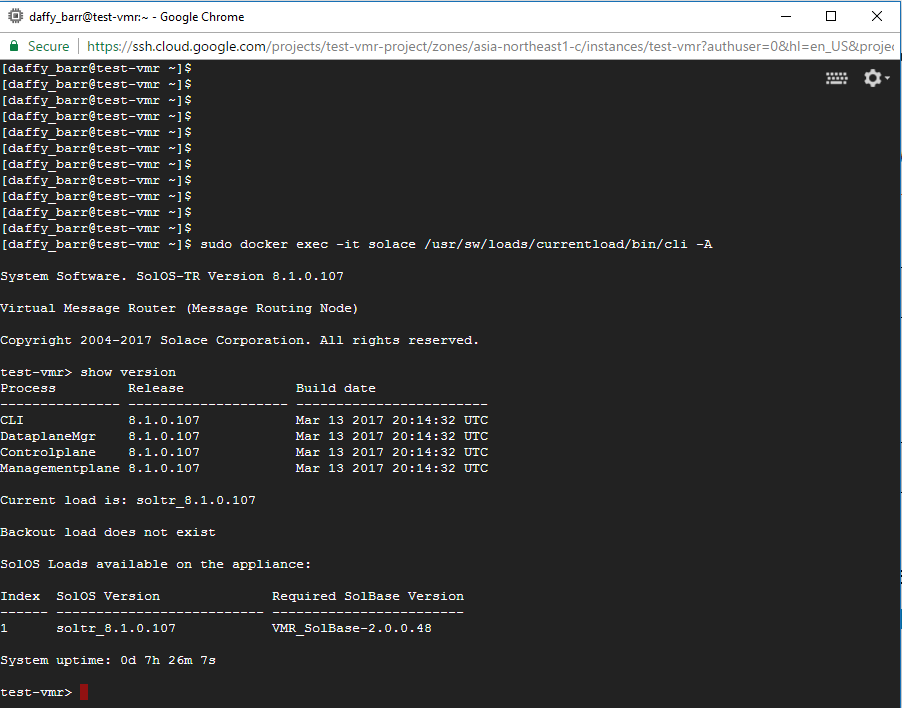 daffy_barr@test-vmr:~ - Google Chrome
Secure | https://ssh.cloud.google.com/projects/test-vmr-project/zones/asia-northeast1-c/instances/test-vmr?authuser=0&hl=en_US&projec
[daffy_barr@test-vmr ~]$
[daffy_barr@test-vmr ~]$
[daffy_barr@test-vmr ~]$
[daffy_barr@test-vmr ~]$
[daffy_barr@test-vmr ~]$
[daffy_barr@test-vmr ~]$
[daffy_barr@test-vmr ~]$
[daffy_barr@test-vmr ~]$
[daffy_barr@test-vmr ~]$
[daffy_barr@test-vmr ~]$
[daffy_barr@test-vmr ~]$
[daffy_barr@test-vmr ~]$ sudo docker exec -it solace /usr/sw/loads/currentload/bin/cli -A
System Software. SolOS-TR Version 8.1.0.107
Virtual Message Router (Message Routing Node)
Copyright 2004-2017 Solace Corporation. All rights reserved.
test-vmr> show version
Process         Release              Build date
--------------- -------------------- ------------------------
CLI             8.1.0.107            Mar 13 2017 20:14:32 UTC
DataplaneMgr    8.1.0.107            Mar 13 2017 20:14:32 UTC
Controlplane    8.1.0.107            Mar 13 2017 20:14:32 UTC
Managementplane 8.1.0.107            Mar 13 2017 20:14:32 UTC
Current load is: soltr_8.1.0.107
Backout load does not exist
SolOS Loads available on the appliance:
Index  SolOS Version              Required SolBase Version
------ -------------------------- ------------------------
1      soltr_8.1.0.107            VMR_SolBase-2.0.0.48
System uptime: 0d 7h 26m 7s
test-vmr>